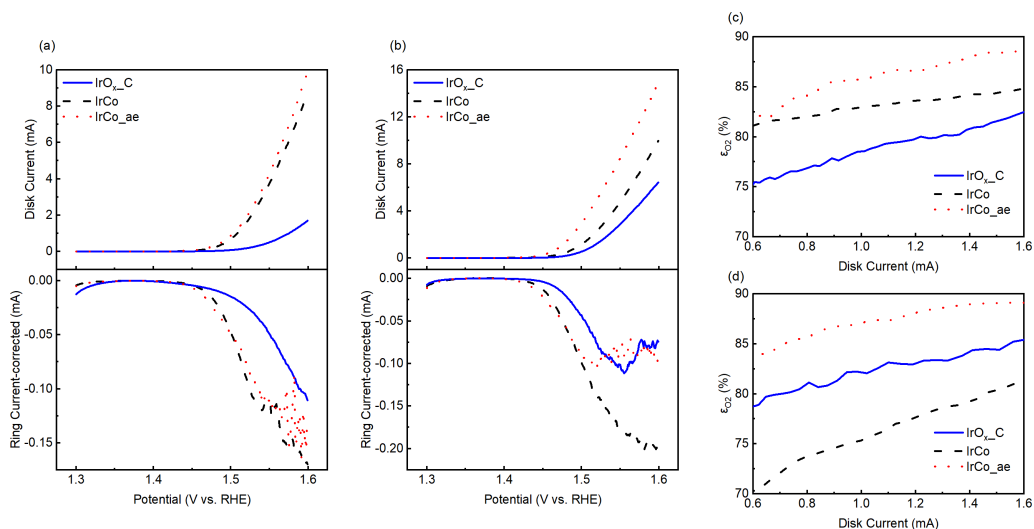 (a)
IrOₓ_C
IrCo
IrCo_ae
Disk Current (mA)
10
8
6
4
2
0
Ring Current-corrected (mA)
0.00
-0.05
-0.10
-0.15
1.3 1.4 1.5 1.6
Potential (V vs. RHE)
(b)
IrOₓ_C
IrCo
IrCo_ae
Disk Current (mA)
16
12
8
4
0
Ring Current-corrected (mA)
0.00
-0.05
-0.10
-0.15
-0.20
1.3 1.4 1.5 1.6
Potential (V vs. RHE)
(c)
εO2 (%)
90
85
80
75
70
IrOₓ_C
IrCo
IrCo_ae
0.6 0.8 1.0 1.2 1.4 1.6
Disk Current (mA)
(d)
εO2 (%)
90
85
80
75
70
IrOₓ_C
IrCo
IrCo_ae
0.6 0.8 1.0 1.2 1.4 1.6
Disk Current (mA)